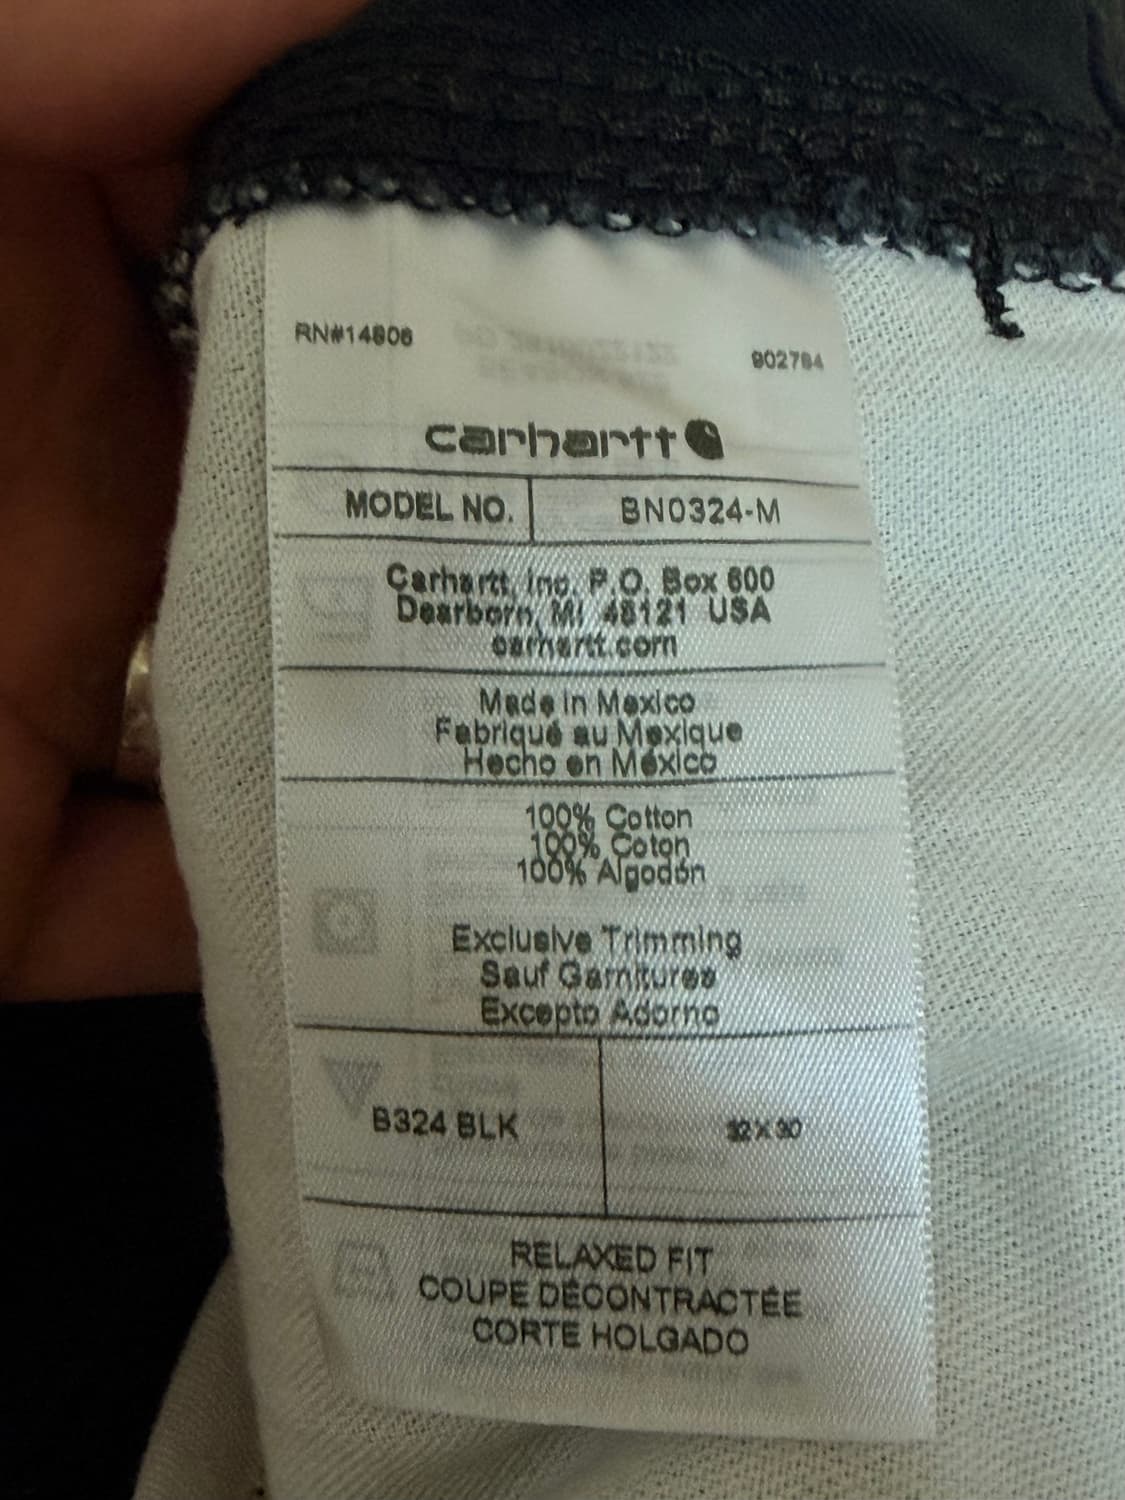 RN#14806
902784
carhartt
MODEL NO. BN0324-M
Carhartt, Inc. P.O. Box 600
Dearborn, MI 48121 USA
carhartt.com
Made in Mexico
Fabriqué au Mexique
Hecho en México
100% Cotton
100% Coton
100% Algodón
Exclusive Trimming
Sauf Garnitures
Excepto Adorno
B324 BLK 32X30
RELAXED FIT
COUPE DÉCONTRACTÉE
CORTE HOLGADO